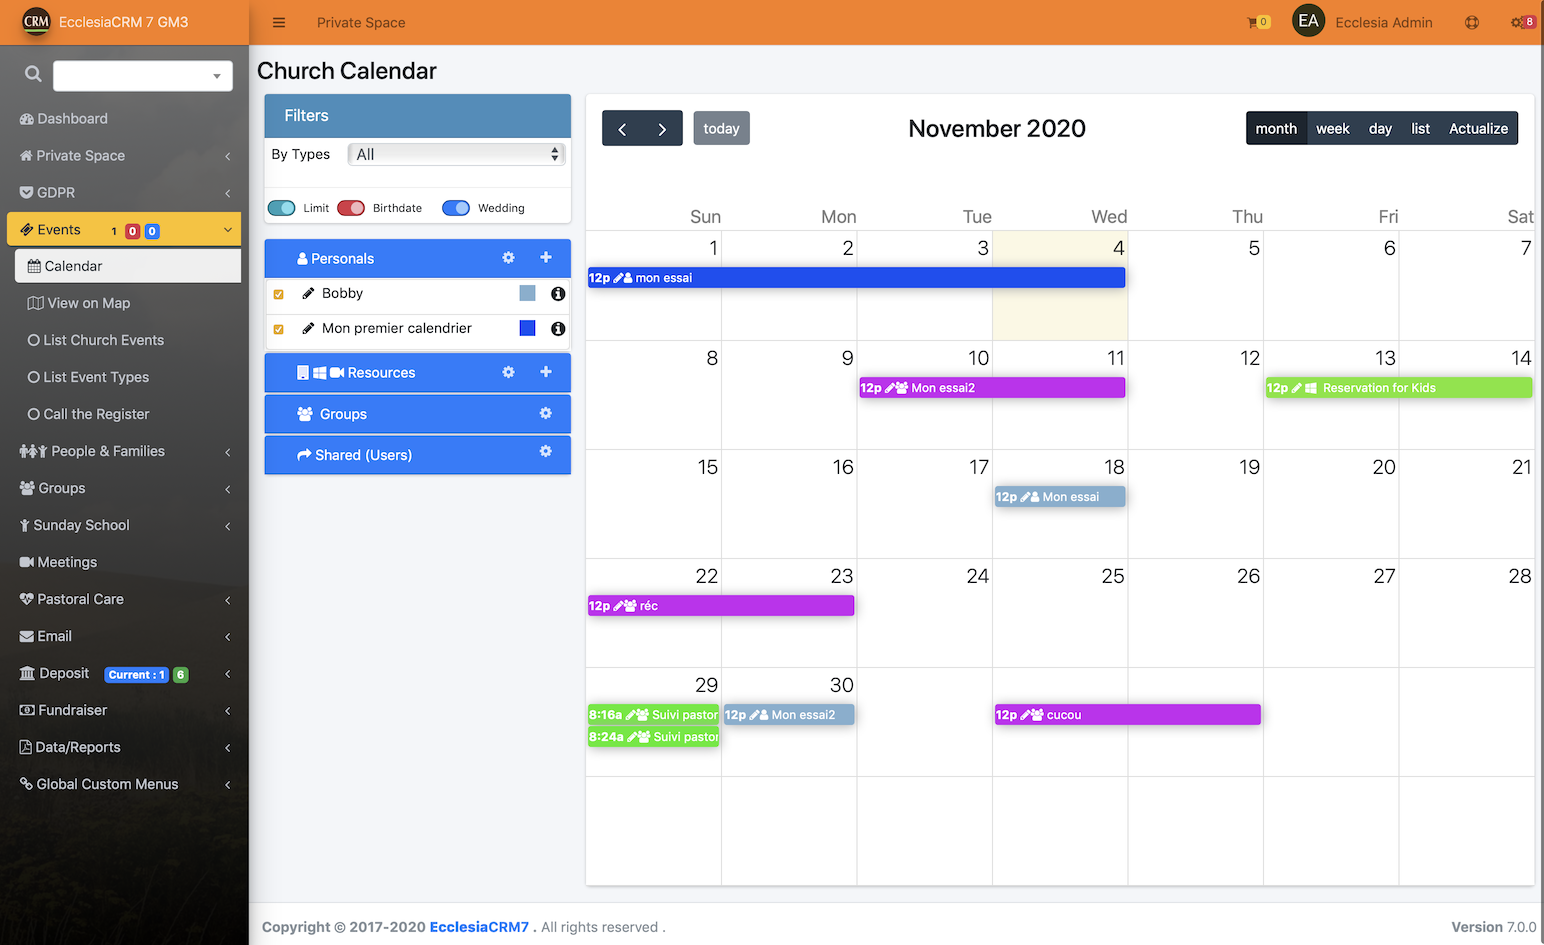 CRM EcclesiaCRM 7 GM3
Private Space
0
EA Ecclesia Admin
8
Dashboard
Private Space
GDPR
Events 1 0 0
Calendar
View on Map
List Church Events
List Event Types
Call the Register
People & Families
Groups
Sunday School
Meetings
Pastoral Care
Email
Deposit Current : 1 6
Fundraiser
Data/Reports
Global Custom Menus
Church Calendar
Filters
By Types All
Limit Birthdate Wedding
Personals
Bobby
Mon premier calendrier
Resources
Groups
Shared (Users)
today
November 2020
month week day list Actualize
Sun Mon Tue Wed Thu Fri Sat
1 2 3 4 5 6 7
12p mon essai
8 9 10 11 12 13 14
12p Mon essai2 12p Reservation for Kids
15 16 17 18 19 20 21
12p Mon essai
22 23 24 25 26 27 28
12p réc
29 30
8:16a Suivi pastor 12p Mon essai2 12p cucou
8:24a Suivi pastor
Copyright © 2017-2020 EcclesiaCRM7 . All rights reserved .
Version 7.0.0